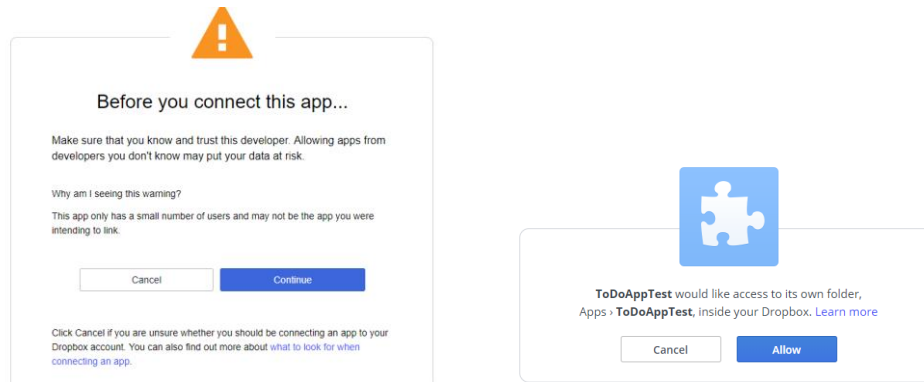 Before you connect this app...
Make sure that you know and trust this developer. Allowing apps from
developers you don't know may put your data at risk.
Why am I seeing this warning?
This app only has a small number of users and may not be the app you were
intending to link.
Cancel
Continue
Click Cancel if you are unsure whether you should be connecting an app to your
Dropbox account. You can also find out more about what to look for when
connecting an app.
ToDoAppTest would like access to its own folder,
Apps › ToDoAppTest, inside your Dropbox. Learn more
Cancel
Allow